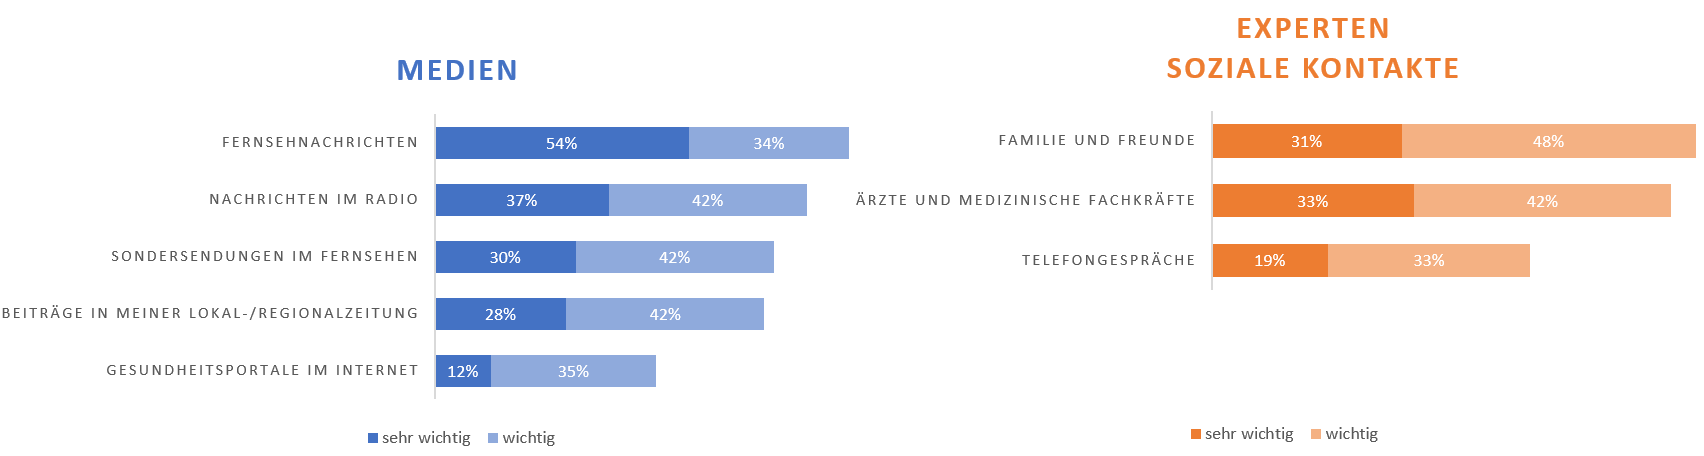 MEDIEN
FERNSEHNACHRICHTEN 54% 34%
NACHRICHTEN IM RADIO 37% 42%
SONDERSENDUNGEN IM FERNSEHEN 30% 42%
BEITRÄGE IN MEINER LOKAL-/REGIONALZEITUNG 28% 42%
GESUNDHEITSPORTALE IM INTERNET 12% 35%
sehr wichtig wichtig
EXPERTEN
SOZIALE KONTAKTE
FAMILIE UND FREUNDE 31% 48%
ÄRZTE UND MEDIZINISCHE FACHKRÄFTE 33% 42%
TELEFONGESPRÄCHE 19% 33%
sehr wichtig wichtig